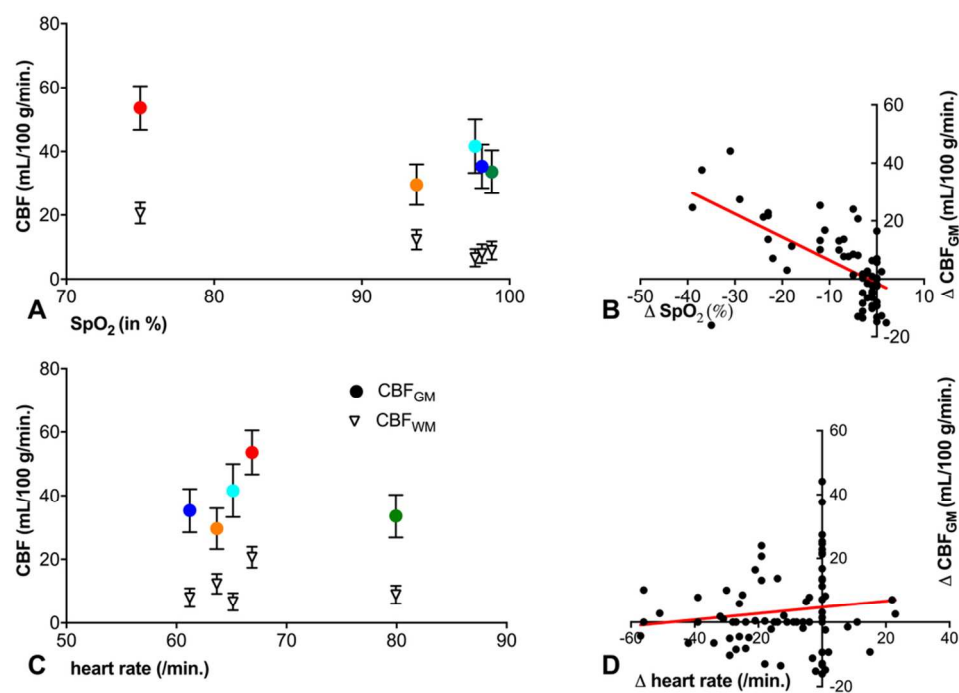 80
60
40
20
0
CBF (mL/100 g/min.)
70 80 90 100
A
SpO2 (in %)
60
40
20
-20
Δ CBFGM (mL/100 g/min.)
-50 -40 -30 -20 -10 10
B
Δ SpO2 (%)
80
60
40
20
0
CBF (mL/100 g/min.)
CBFGM
CBFWM
50 60 70 80 90
C
heart rate (/min.)
60
40
20
-20
Δ CBFGM (mL/100 g/min.)
-60 -40 -20 20 40
D
Δ heart rate (/min.)